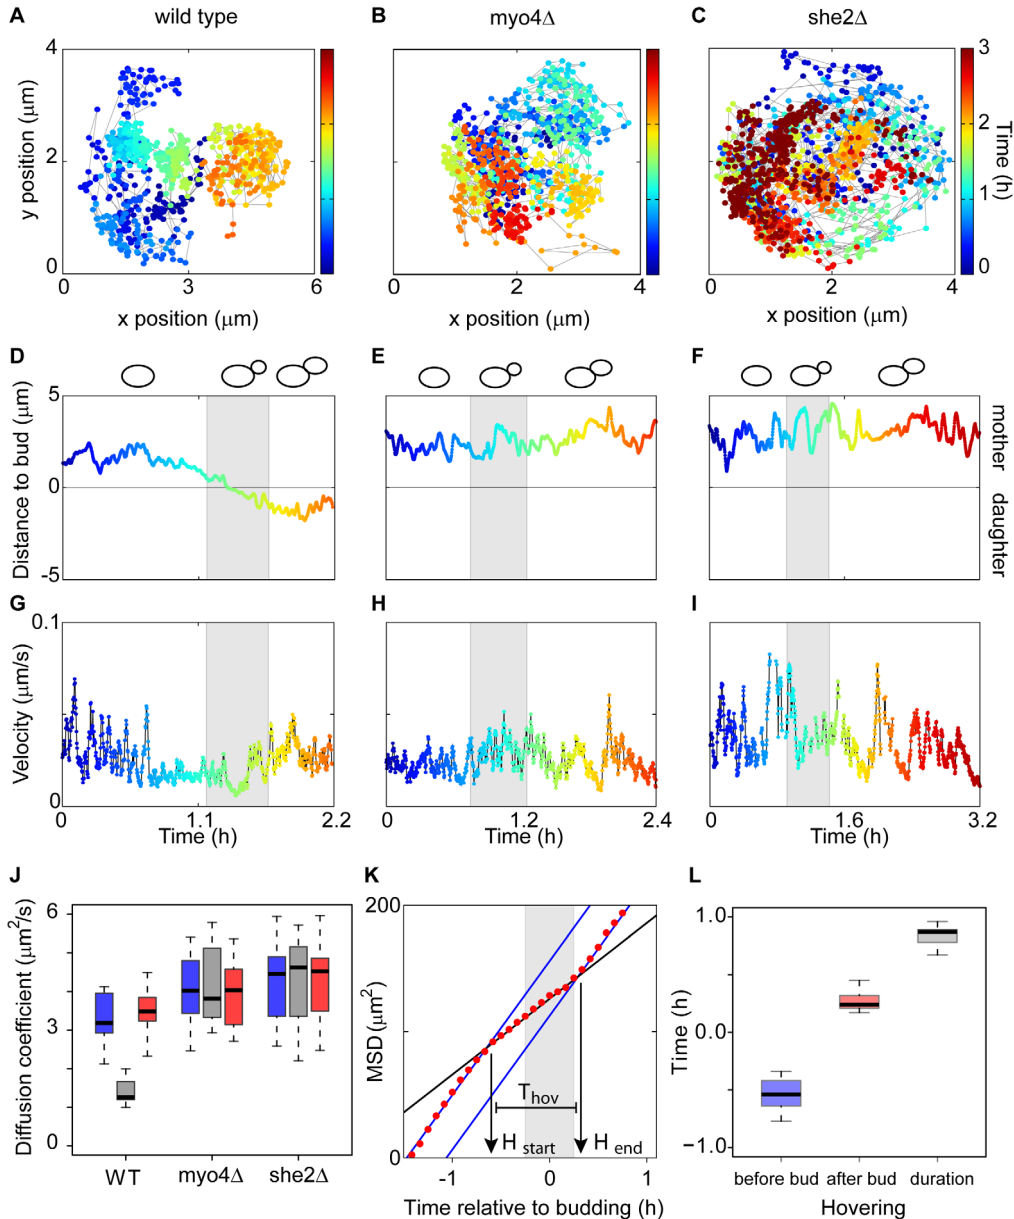 A wild type
B myo4Δ
C she2Δ
y position (μm)
4
2
0
0 3 6
x position (μm)
2 4
x position (μm)
0 2 4
x position (μm)
3
2
1
0
Time (h)
D
E
F
Distance to bud (μm)
5
0
-5
mother
daughter
G
H
I
Velocity (μm/s)
0.1
0
0 1.1 2.2
Time (h)
0 1.2 2.4
Time (h)
0 1.6 3.2
Time (h)
J
Diffusion coefficient (μm²/s)
6
3
0
WT myo4Δ she2Δ
K
MSD (μm²)
200
0
T hov
H start
H end
-1 0 1
Time relative to budding (h)
L
Time (h)
1.0
0.0
−1.0
before bud after bud duration
Hovering